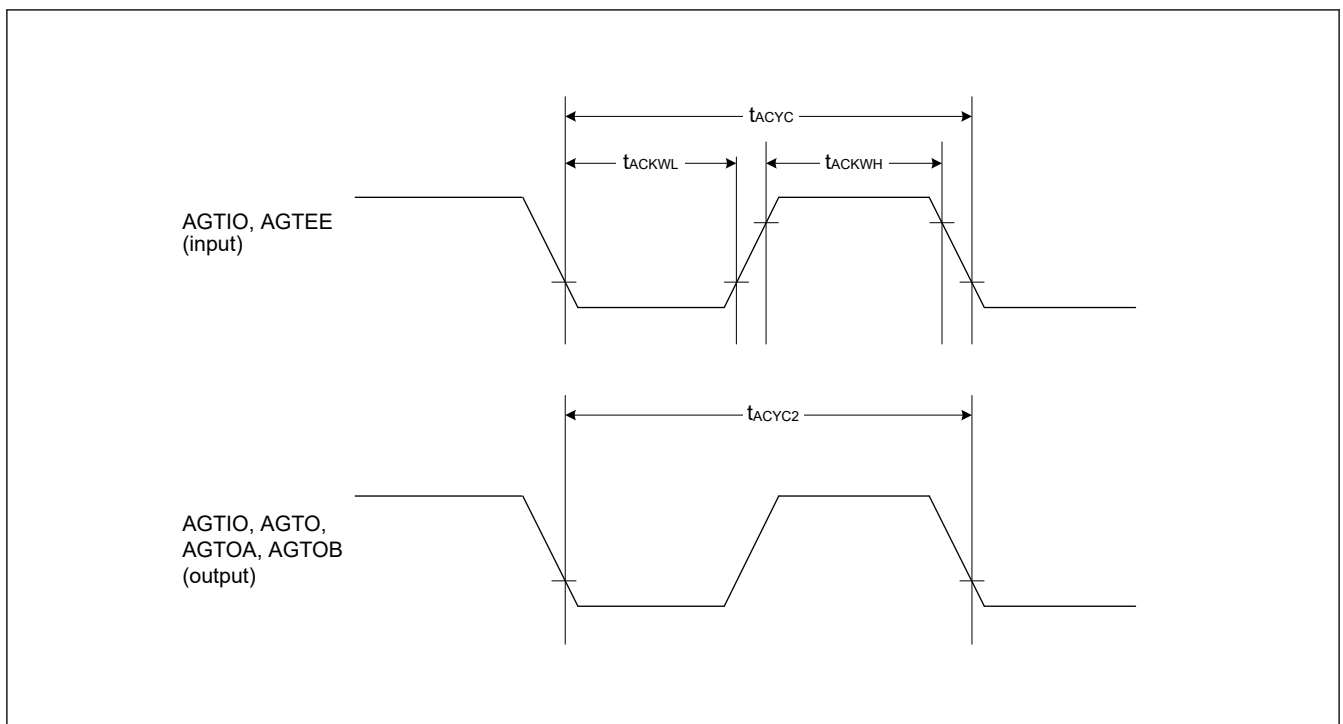 tACYC
tACKWL
tACKWH
AGTIO, AGTEE
(input)
tACYC2
AGTIO, AGTO,
AGTOA, AGTOB
(output)